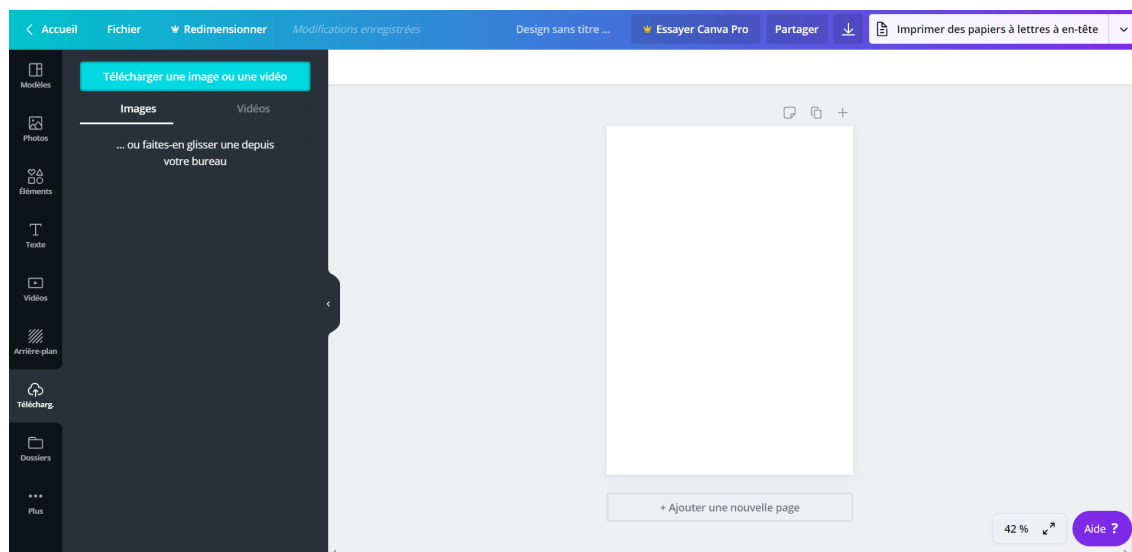 Accueil
Fichier
Redimensionner
Modifications enregistrées
Design sans titre ...
Essayer Canva Pro
Partager
Imprimer des papiers à lettres à en-tête
Modèles
Photos
Éléments
Texte
Vidéos
Arrière-plan
Télécharg.
Dossiers
Plus
Télécharger une image ou une vidéo
Images
Vidéos
... ou faites-en glisser une depuis
votre bureau
+ Ajouter une nouvelle page
42 %
Aide ?